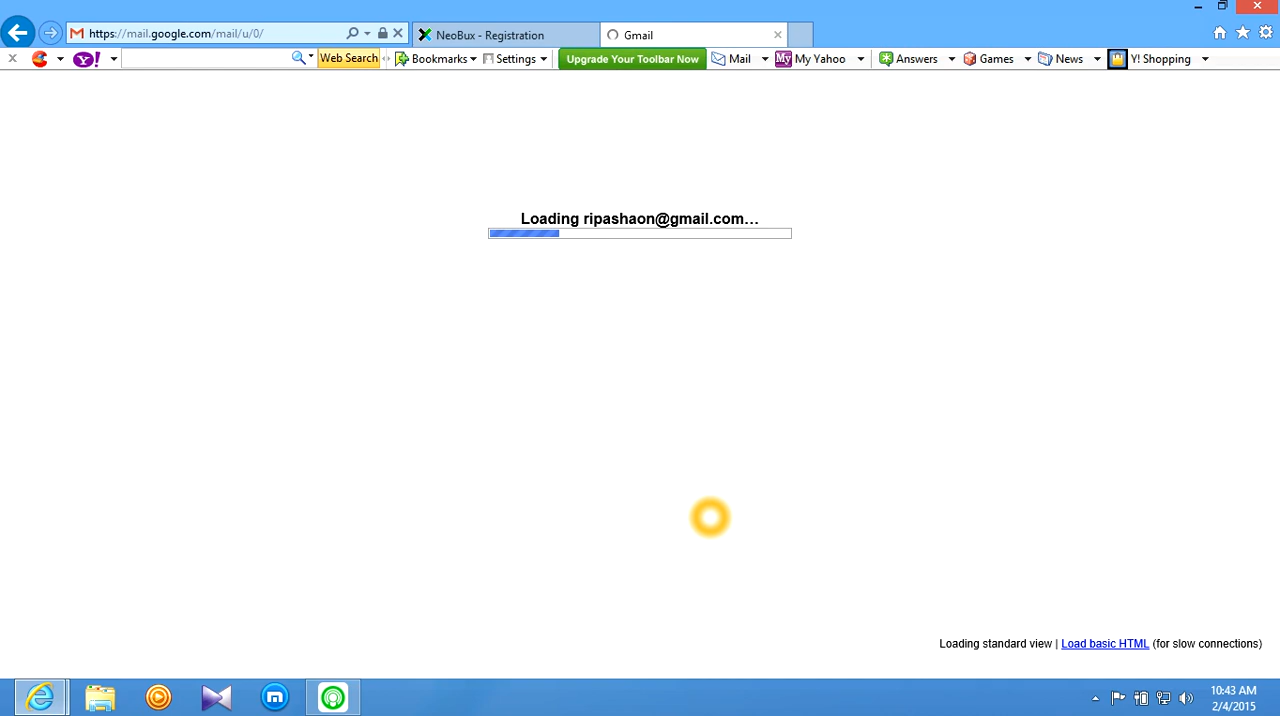 https://mail.google.com/mail/u/0/
NeoBux - Registration
Gmail
Y!
Web Search
Bookmarks
Settings
Upgrade Your Toolbar Now
Mail
My
My Yahoo
Answers
Games
News
Y! Shopping
Loading ripashaon@gmail.com...
Loading standard view | Load basic HTML (for slow connections)
10:43 AM
2/4/2015